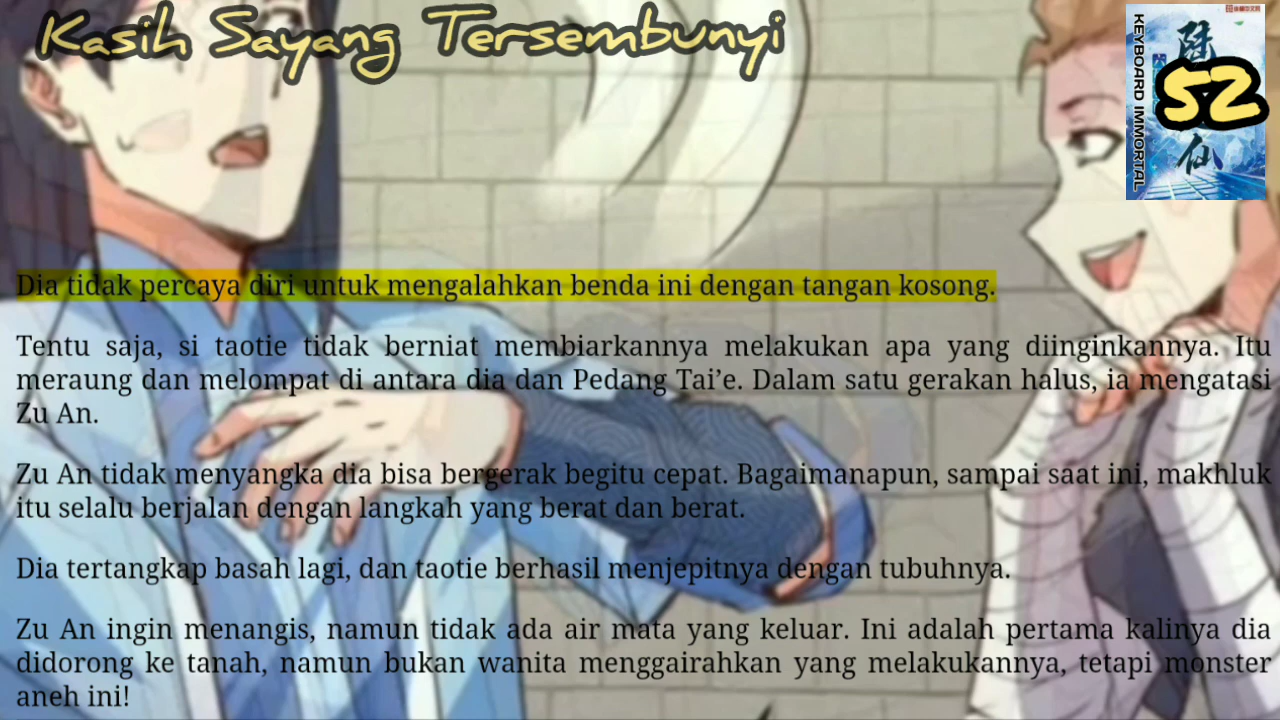 Kasih Sayang Tersembunyi
KEYBOARD IMMORTAL
陆
仙
52
Dia tidak percaya diri untuk mengalahkan benda ini dengan tangan kosong.
Tentu saja, si taotie tidak berniat membiarkannya melakukan apa yang diinginkannya. Itu
meraung dan melompat di antara dia dan Pedang Tai’e. Dalam satu gerakan halus, ia mengatasi
Zu An.
Zu An tidak menyangka dia bisa bergerak begitu cepat. Bagaimanapun, sampai saat ini, makhluk
itu selalu berjalan dengan langkah yang berat dan berat.
Dia tertangkap basah lagi, dan taotie berhasil menjepitnya dengan tubuhnya.
Zu An ingin menangis, namun tidak ada air mata yang keluar. Ini adalah pertama kalinya dia
didorong ke tanah, namun bukan wanita menggairahkan yang melakukannya, tetapi monster
aneh ini!